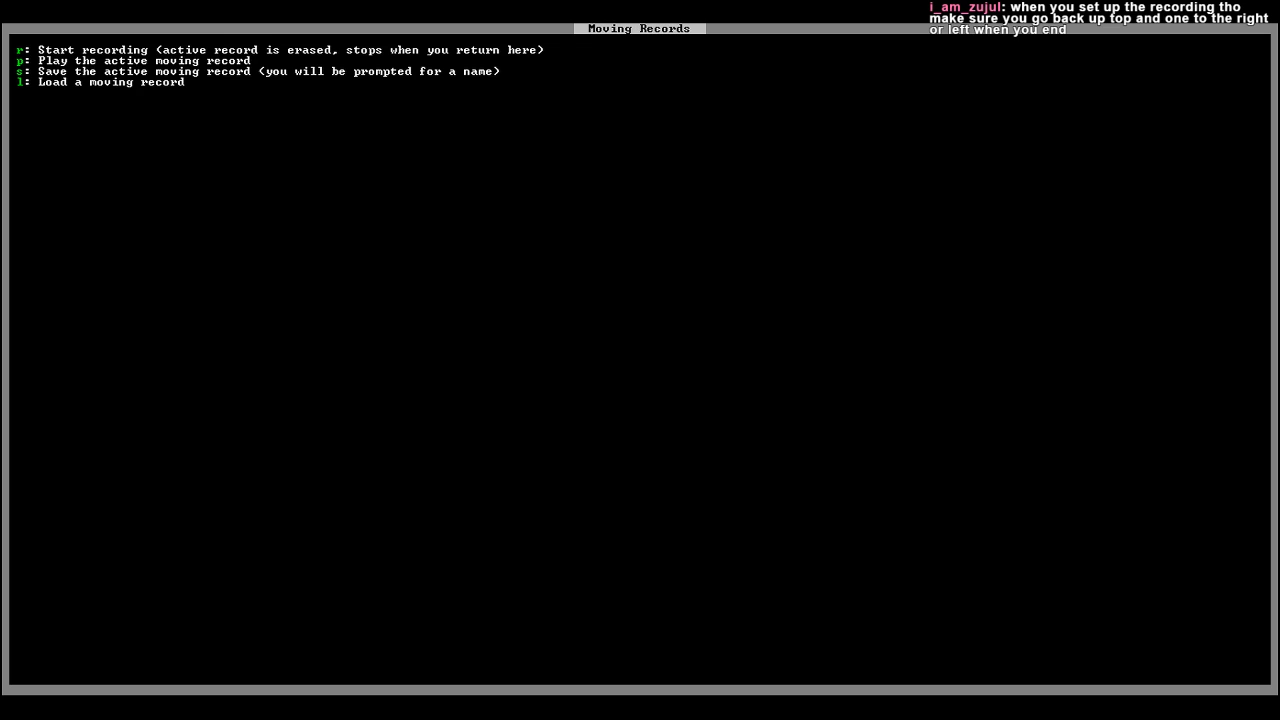 i_am_zujul: when you set up the recording tho
make sure you go back up top and one to the right
or left when you end
Moving Records
r: Start recording (active record is erased, stops when you return here)
p: Play the active moving record
s: Save the active moving record (you will be prompted for a name)
l: Load a moving record